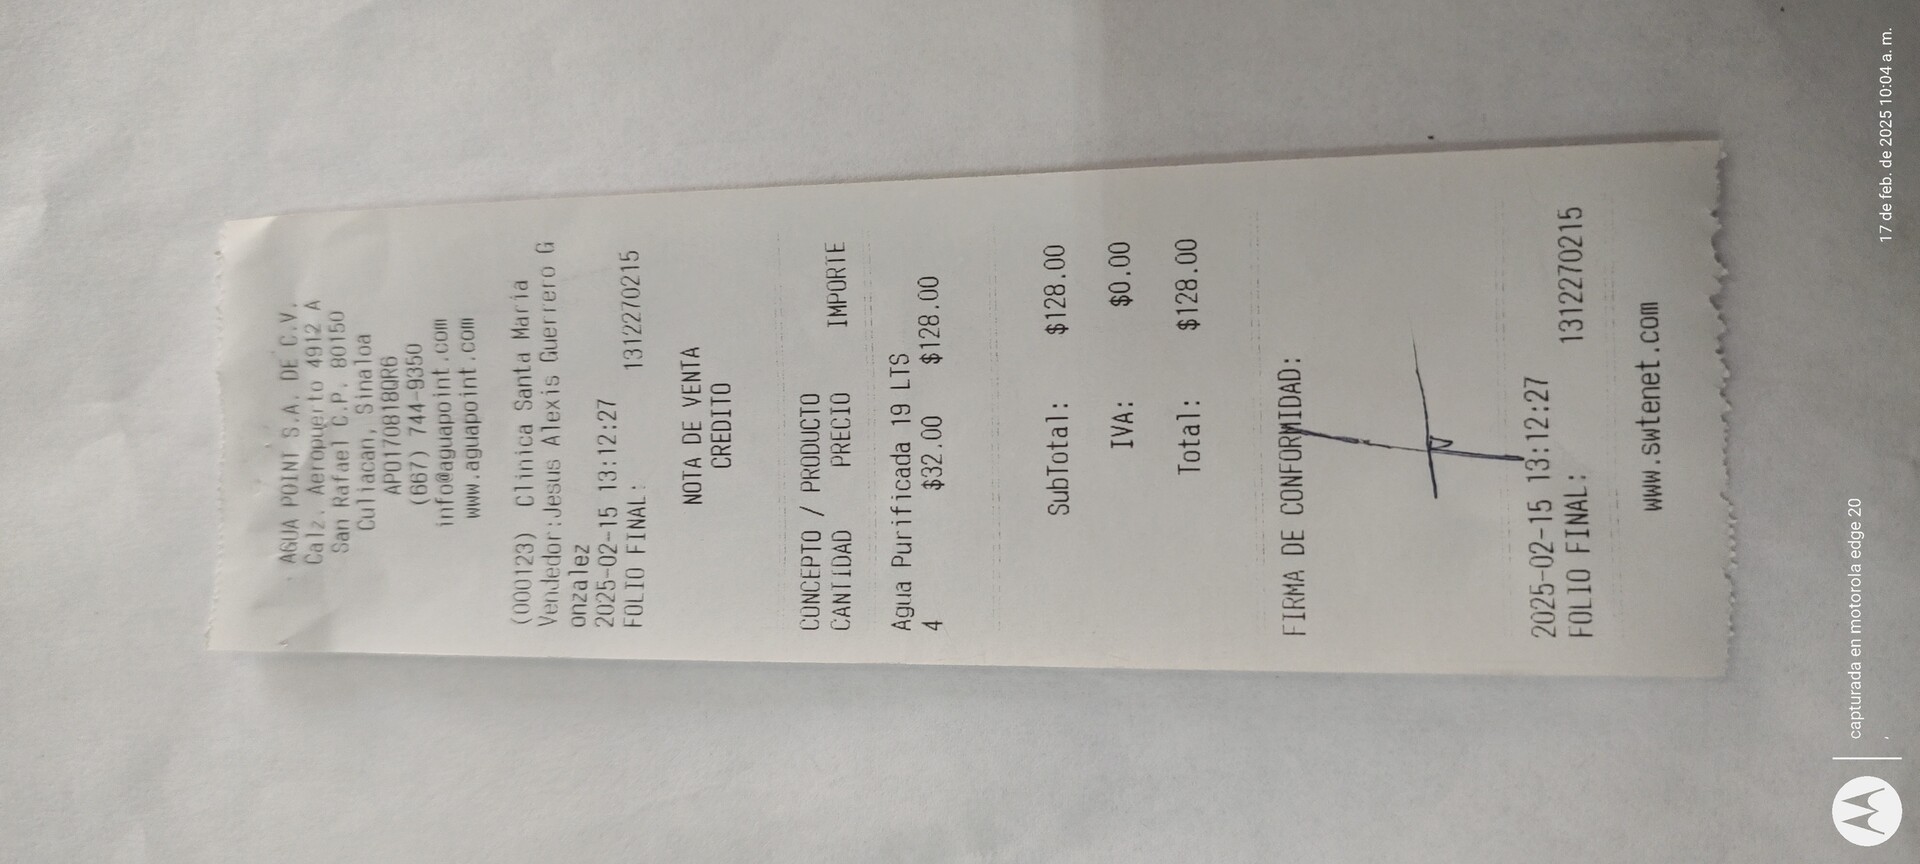 AGUA POINT S.A. DE C.V.
Calz. Aeropuerto 4912 A
San Rafael C.P. 80150
Culiacan, Sinaloa
APO170818QR6
(667) 744-9350
info@aguapoint.com
www.aguapoint.com
(000123) Clinica Santa María
Vendedor:Jesus Alexis Guerrero G
onzalez
2025-02-15 13:12:27
FOLIO FINAL: 1312270215
NOTA DE VENTA
CREDITO
CONCEPTO / PRODUCTO
CANTIDAD PRECIO IMPORTE
Agua Purificada 19 LTS
4 $32.00 $128.00
SubTotal: $128.00
IVA: $0.00
Total: $128.00
FIRMA DE CONFORMIDAD:
2025-02-15 13:12:27
FOLIO FINAL: 1312270215
www.swtenet.com
capturada en motorola edge 20
17 de feb. de 2025 10:04 a. m.